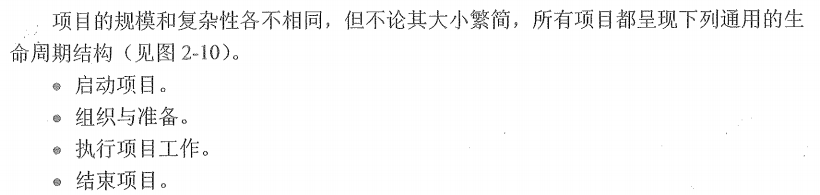 项目的规模和复杂性各不相同，但不论其大小繁简，所有项目都呈现下列通用的生
命周期结构（见图 2-10）。
● 启动项目。
● 组织与准备。
● 执行项目工作。
● 结束项目。